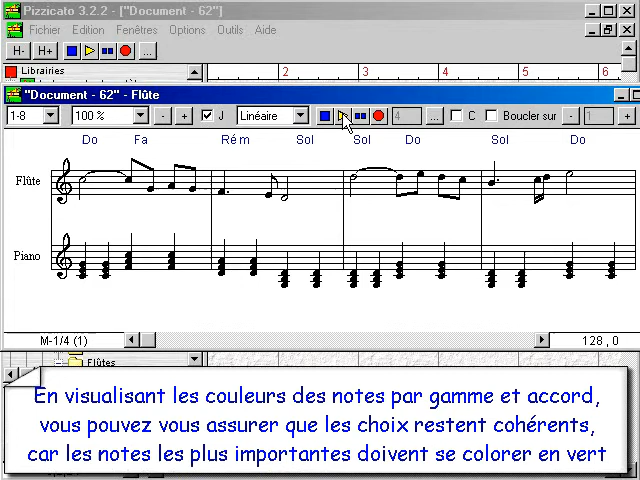 Pizzicato 3.2.2 - ["Document - 62"]
Fichier Edition Fenêtres Options Outils Aide
H- H+ ...
Librairies 2 3 4 5 6
"Document - 62" - Flûte
1-8 100 % - + J Linéaire 4 ... C Boucler sur - 1 +
Do Fa Rém Sol Sol Do Sol Do
Flûte
Piano
M-1/4 (1) 128 , 0
Flûtes
En visualisant les couleurs des notes par gamme et accord,
vous pouvez vous assurer que les choix restent cohérents,
car les notes les plus importantes doivent se colorer en vert